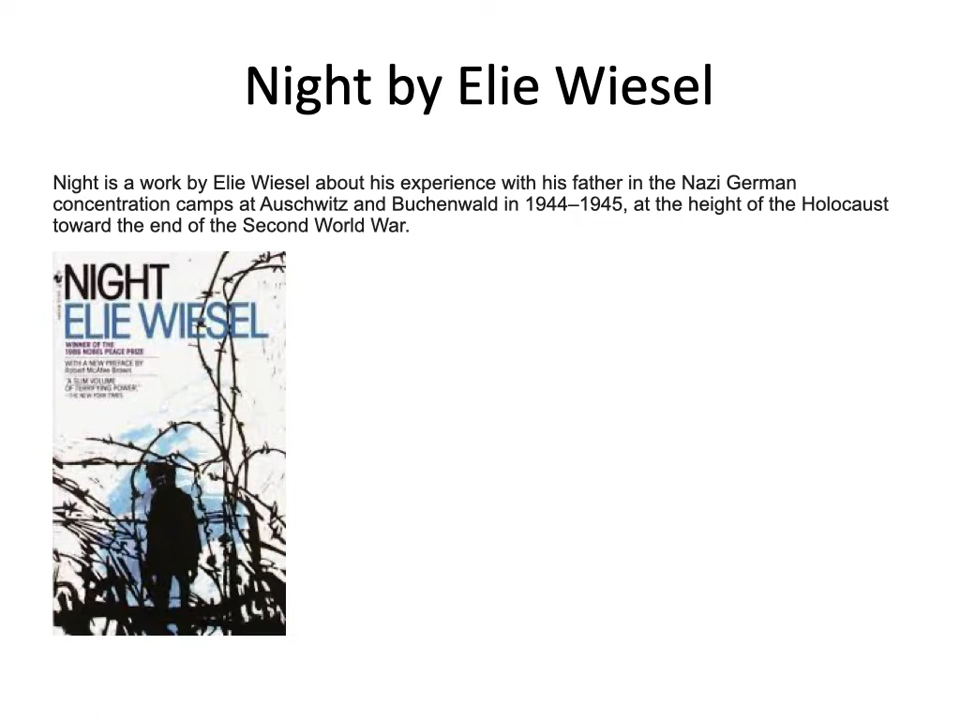 Night by Elie Wiesel
Night is a work by Elie Wiesel about his experience with his father in the Nazi German
concentration camps at Auschwitz and Buchenwald in 1944–1945, at the height of the Holocaust
toward the end of the Second World War.
NIGHT
ELIE WIESEL
WINNER OF THE
1986 NOBEL PEACE PRIZE
WITH A NEW PREFACE BY
Robert McAfee Brown
"A SLIM VOLUME
OF TERRIFYING POWER."
–THE NEW YORK TIMES